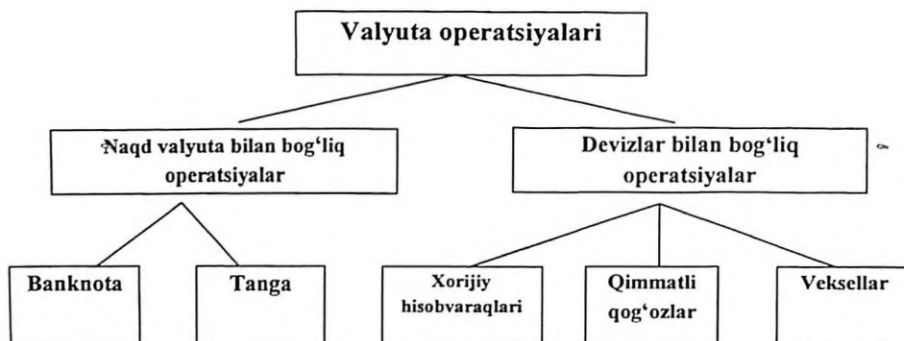 Valyuta operatsiyalari
Naqd valyuta bilan bog‘liq
operatsiyalar
Devizlar bilan bog‘liq
operatsiyalar
Banknota
Tanga
Xorijiy
hisobvaraqlari
Qimmatli
qog‘ozlar
Veksellar